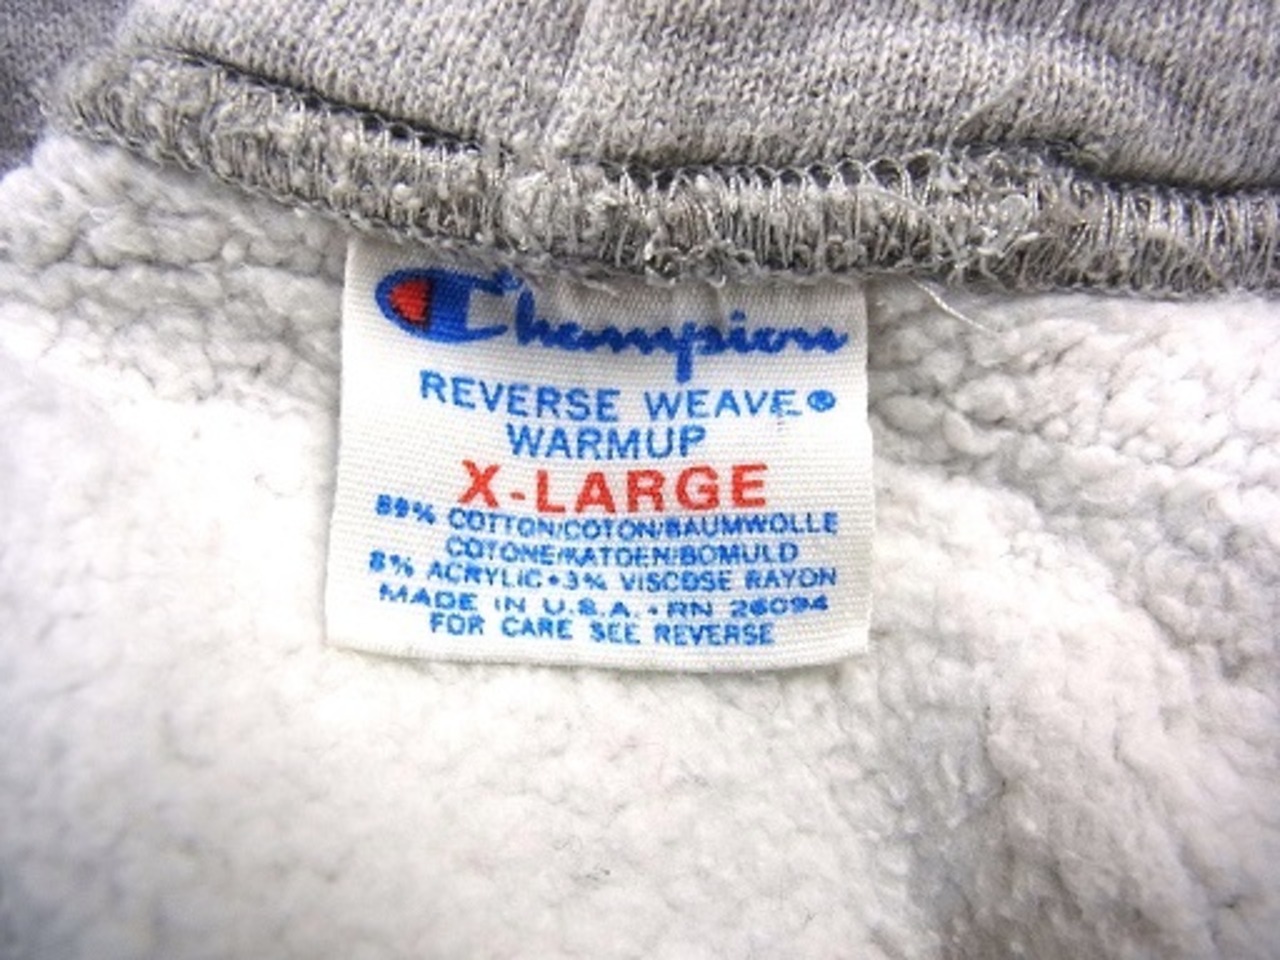 Champion
REVERSE WEAVE®
WARMUP
X-LARGE
89% COTTON/COTON/BAUMWOLLE
COTONE/KATOEN/BOMULD
8% ACRYLIC•3% VISCOSE RAYON
MADE IN U.S.A.•RN 26094
FOR CARE SEE REVERSE